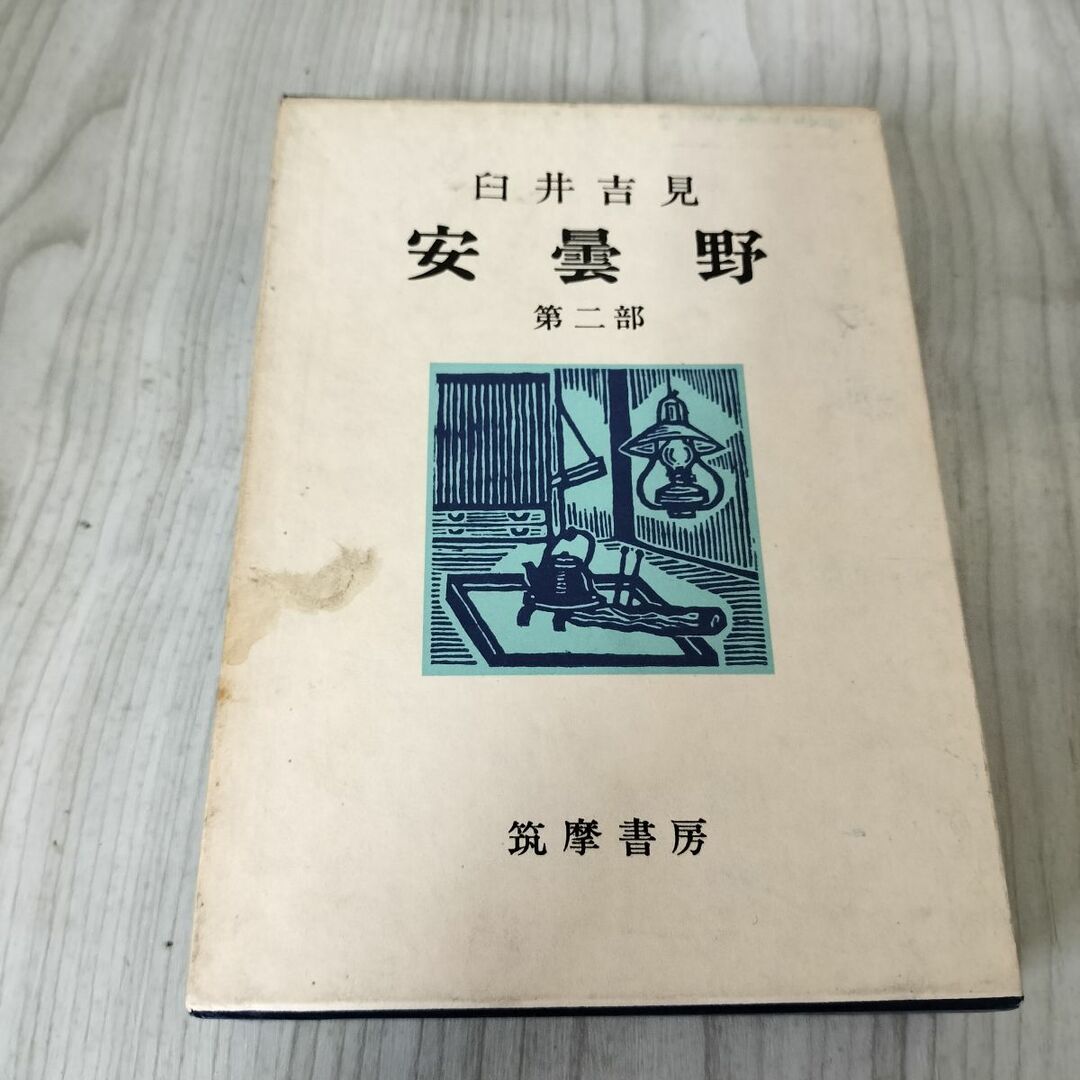 臼井吉見
安曇野
第二部
筑摩書房